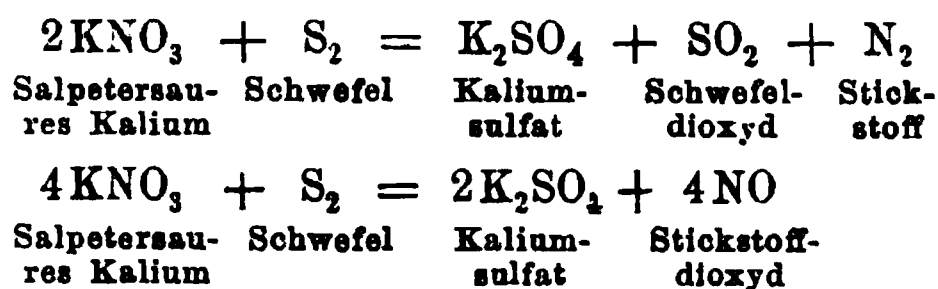 2KNO₃ + S₂ = K₂SO₄ + SO₂ + N₂
Salpetersau- Schwefel Kalium- Schwefel- Stick-
res Kalium sulfat dioxyd stoff
4KNO₃ + S₂ = 2K₂SO₄ + 4NO
Salpetersau- Schwefel Kalium- Stickstoff-
res Kalium sulfat dioxyd